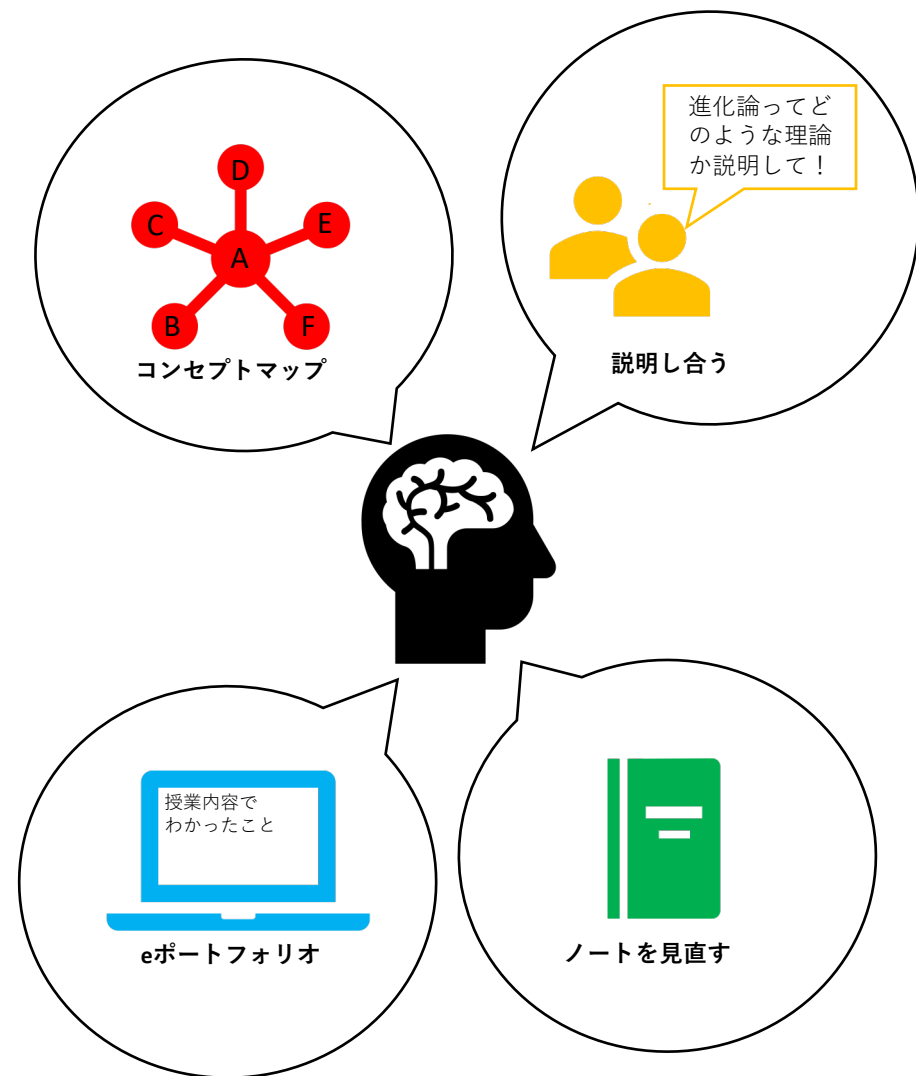 D
C
E
A
B
F
コンセプトマップ
進化論ってど
のような理論
か説明して！
説明し合う
授業内容で
わかったこと
eポートフォリオ
ノートを見直す